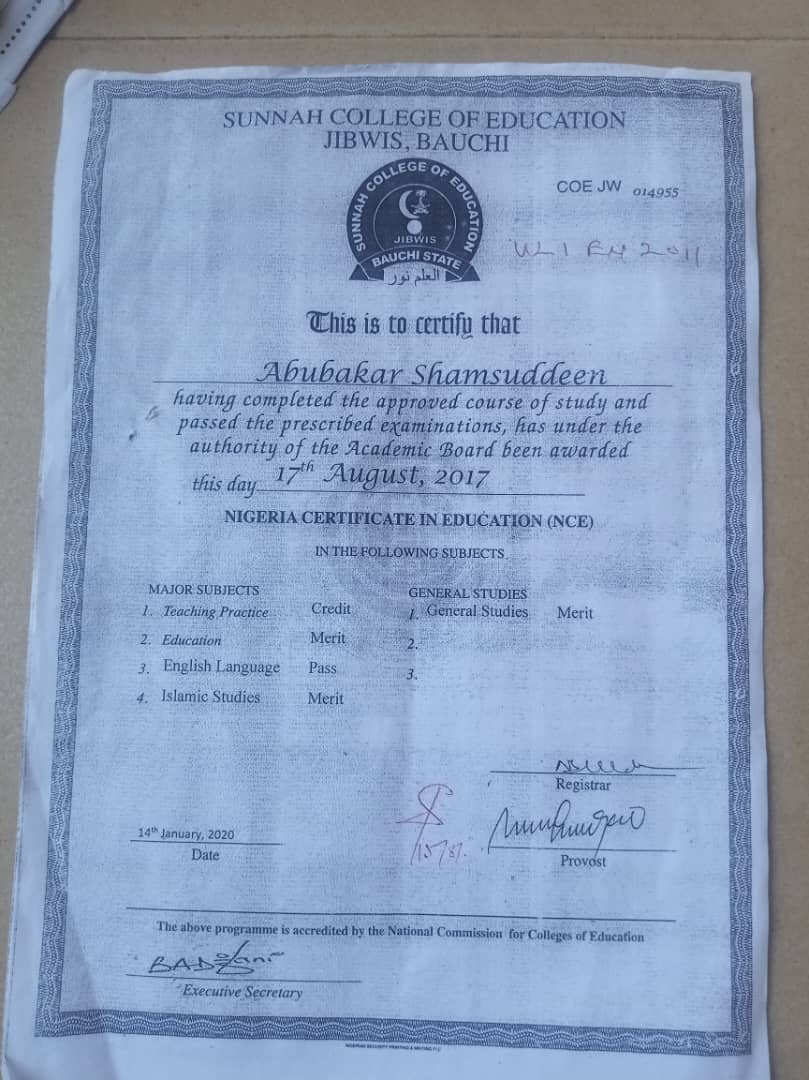 SUNNAH COLLEGE OF EDUCATION
JIBWIS, BAUCHI
SUNNAH COLLEGE OF EDUCATION
JIBWIS
BAUCHI STATE
العلم نور
COE JW 014955
2011
This is to certify that
Abubakar Shamsuddeen
having completed the approved course of study and
passed the prescribed examinations, has under the
authority of the Academic Board been awarded
this day 17th August, 2017
NIGERIA CERTIFICATE IN EDUCATION (NCE)
IN THE FOLLOWING SUBJECTS
MAJOR SUBJECTS
1. Teaching Practice Credit
2. Education Merit
3. English Language Pass
4. Islamic Studies Merit
GENERAL STUDIES
1. General Studies Merit
2.
3.
Registrar
14th January, 2020
Date
Provost
The above programme is accredited by the National Commission for Colleges of Education
Executive Secretary